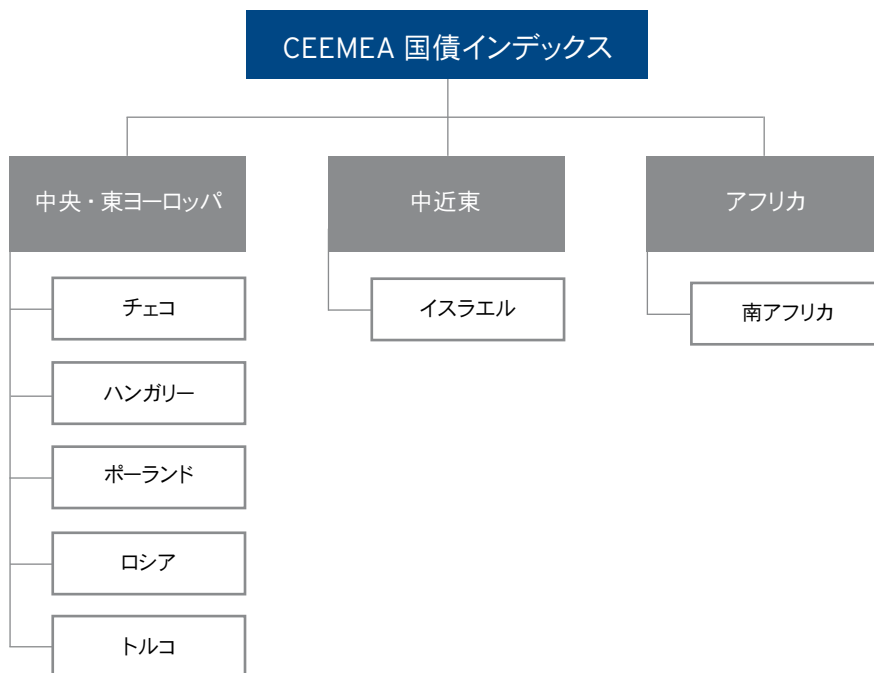 CEEMEA 国債インデックス
中央・東ヨーロッパ
中近東
アフリカ
チェコ
イスラエル
南アフリカ
ハンガリー
ポーランド
ロシア
トルコ